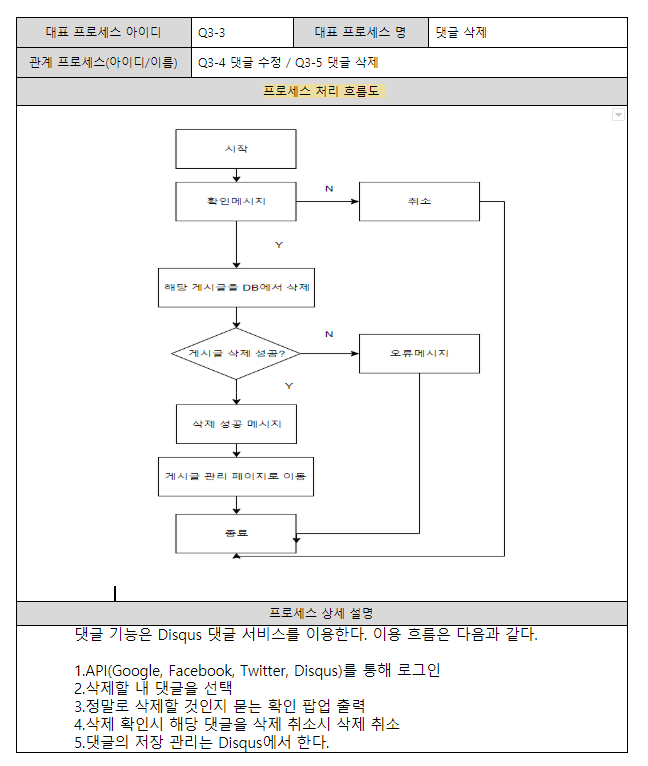 대표 프로세스 아이디 Q3-3 대표 프로세스 명 댓글 삭제
관계 프로세스(아이디/이름) Q3-4 댓글 수정 / Q3-5 댓글 삭제
프로세스 처리 흐름도
시작
확인메시지
N
취소
Y
해당 게시글을 DB에서 삭제
게시글 삭제 성공?
N
오류메시지
Y
삭제 성공 메시지
게시글 관리 페이지로 이동
종료
프로세스 상세 설명
댓글 기능은 Disqus 댓글 서비스를 이용한다. 이용 흐름은 다음과 같다.
1.API(Google, Facebook, Twitter, Disqus)를 통해 로그인
2.삭제할 내 댓글을 선택
3.정말로 삭제할 것인지 묻는 확인 팝업 출력
4.삭제 확인시 해당 댓글을 삭제 취소시 삭제 취소
5.댓글의 저장 관리는 Disqus에서 한다.